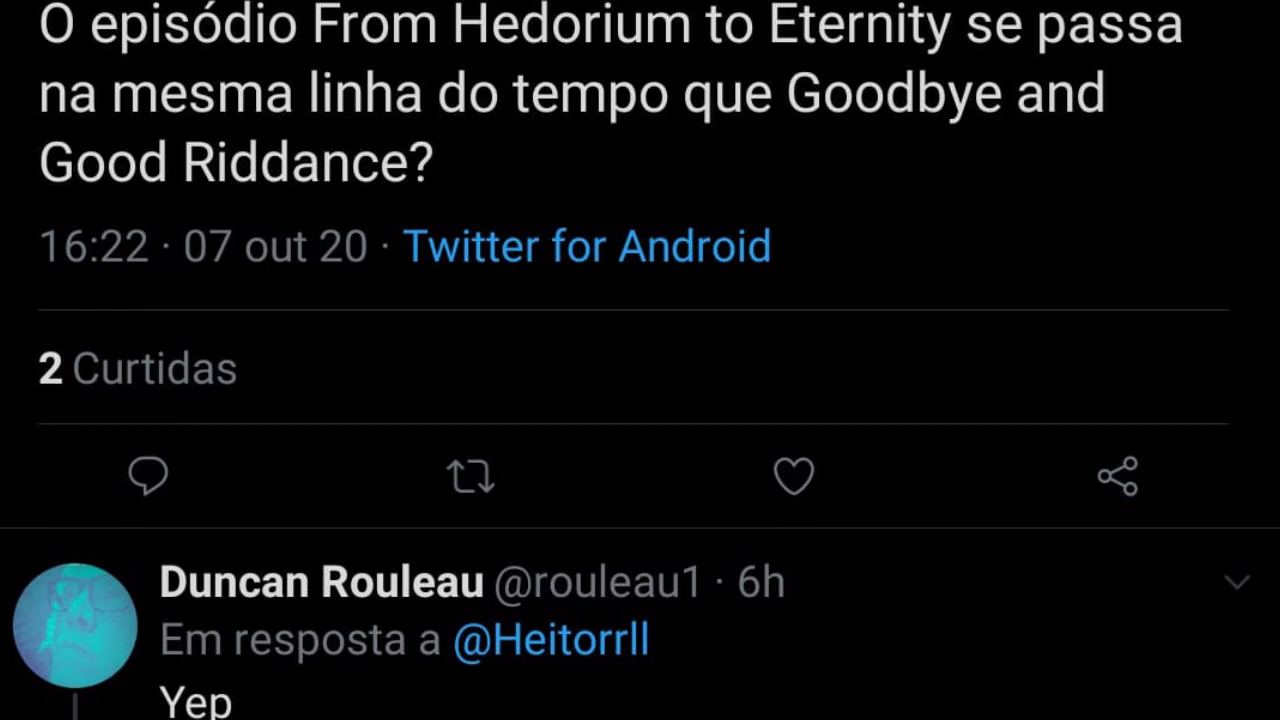 O episódio From Hedorium to Eternity se passa
na mesma linha do tempo que Goodbye and
Good Riddance?
16:22 · 07 out 20 · Twitter for Android
2 Curtidas
Duncan Rouleau @rouleau1 · 6h
Em resposta a @Heitorrll
Yep